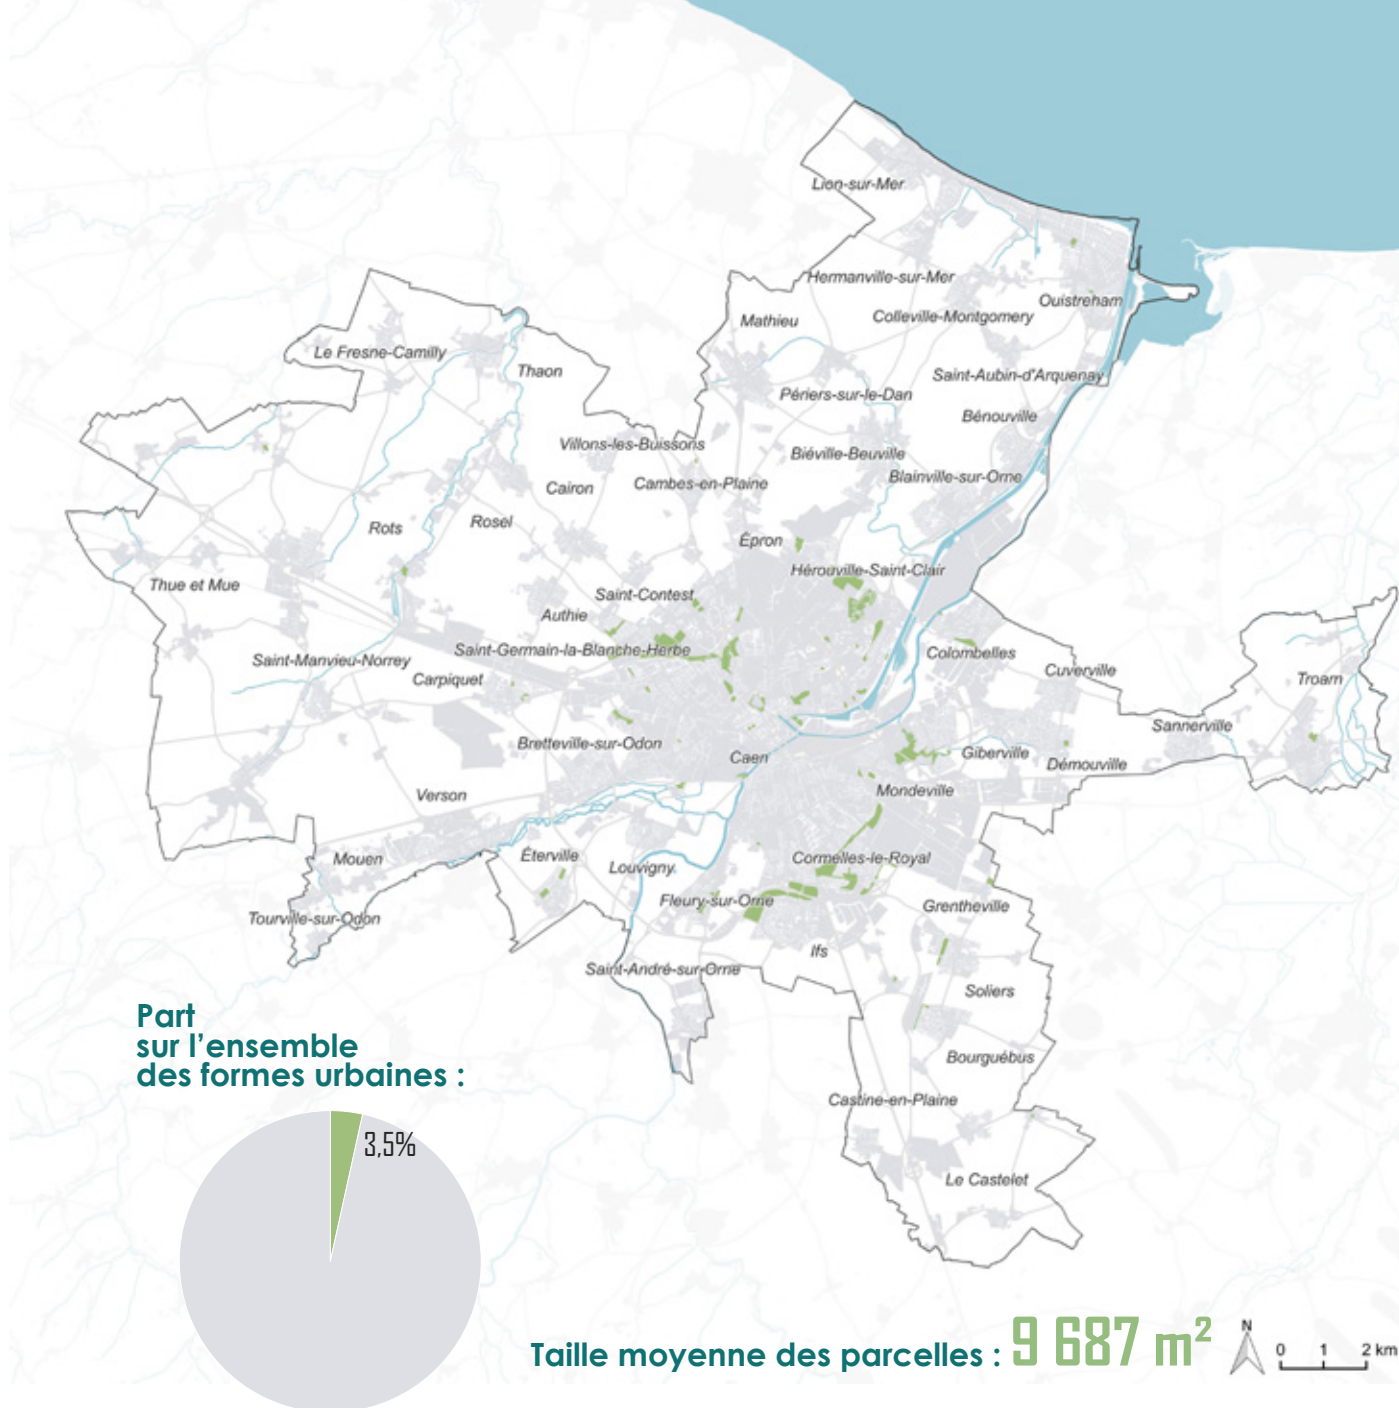 Lion-sur-Mer
Hermanville-sur-Mer
Ouistreham
Colleville-Montgomery
Mathieu
Le Fresne-Camilly
Thaon
Saint-Aubin-d'Arquenay
Périers-sur-le-Dan
Bénouville
Villons-les-Buissons
Biéville-Beuville
Blainville-sur-Orne
Cambes-en-Plaine
Cairon
Rosel
Rots
Épron
Hérouville-Saint-Clair
Thue et Mue
Saint-Contest
Authie
Saint-Germain-la-Blanche-Herbe
Colombelles
Saint-Manvieu-Norrey
Cuverville
Carpiquet
Troarn
Sannerville
Bretteville-sur-Odon
Giberville
Caen
Démouville
Mondeville
Verson
Éterville
Mouen
Cormelles-le-Royal
Louvigny
Fleury-sur-Orne
Grentheville
Tourville-sur-Odon
Ifs
Saint-André-sur-Orne
Soliers
Bourguébus
Castine-en-Plaine
Le Castelet
Part
sur l'ensemble
des formes urbaines :
3,5%
Taille moyenne des parcelles : 9 687 m²
N
0 1 2 km